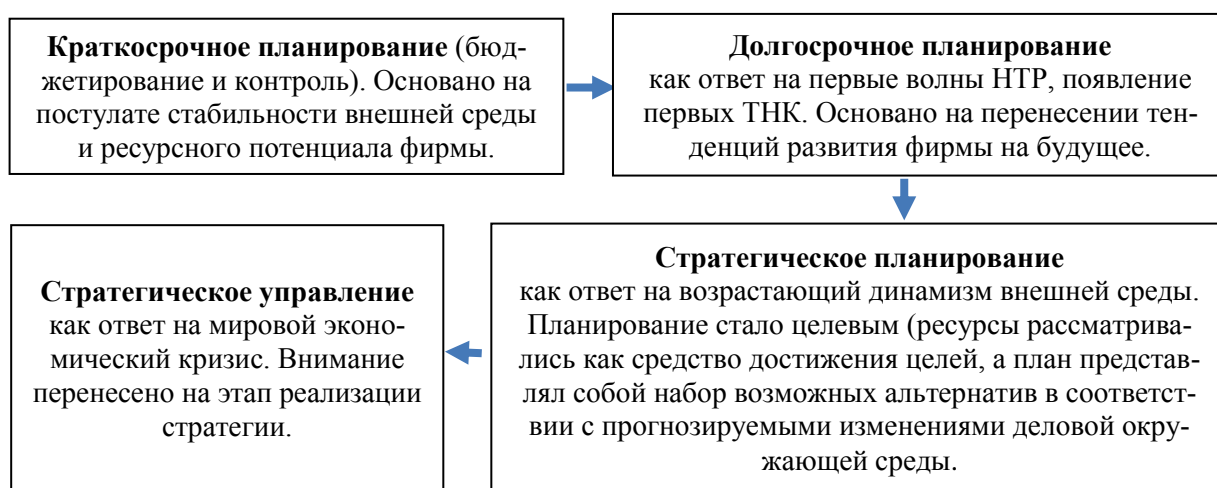 Краткосрочное планирование (бюд-
жетирование и контроль). Основано на
постулате стабильности внешней среды
и ресурсного потенциала фирмы.
Долгосрочное планирование
как ответ на первые волны НТР, появление
первых ТНК. Основано на перенесении тен-
денций развития фирмы на будущее.
Стратегическое планирование
как ответ на возрастающий динамизм внешней среды.
Планирование стало целевым (ресурсы рассматрива-
лись как средство достижения целей, а план представ-
лял собой набор возможных альтернатив в соответст-
вии с прогнозируемыми изменениями деловой окру-
жающей среды.
Стратегическое управление
как ответ на мировой эконо-
мический кризис. Внимание
перенесено на этап реализации
стратегии.